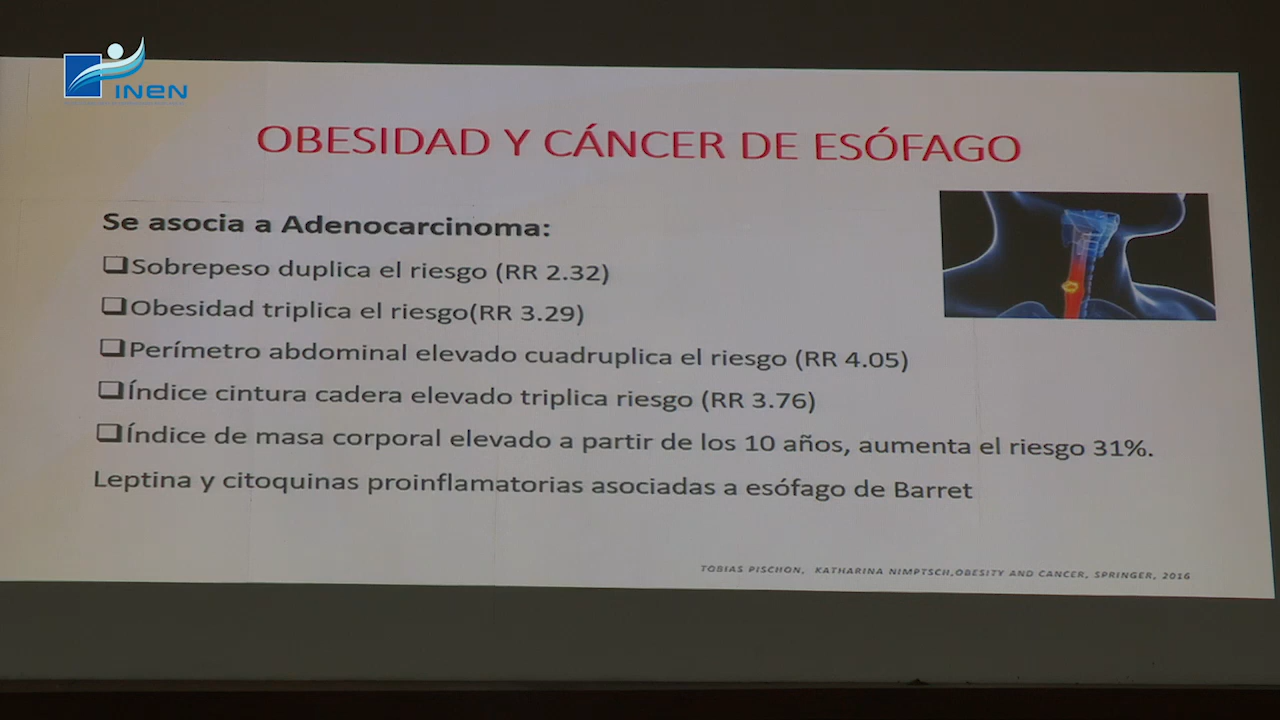 INEN
OBESIDAD Y CÁNCER DE ESÓFAGO
Se asocia a Adenocarcinoma:
Sobrepeso duplica el riesgo (RR 2.32)
Obesidad triplica el riesgo(RR 3.29)
Perímetro abdominal elevado cuadruplica el riesgo (RR 4.05)
Índice cintura cadera elevado triplica riesgo (RR 3.76)
Índice de masa corporal elevado a partir de los 10 años, aumenta el riesgo 31%.
Leptina y citoquinas proinflamatorias asociadas a esófago de Barret
TOBIAS PISCHON, KATHARINA NIMPTSCH,OBESITY AND CANCER, SPRINGER, 2016